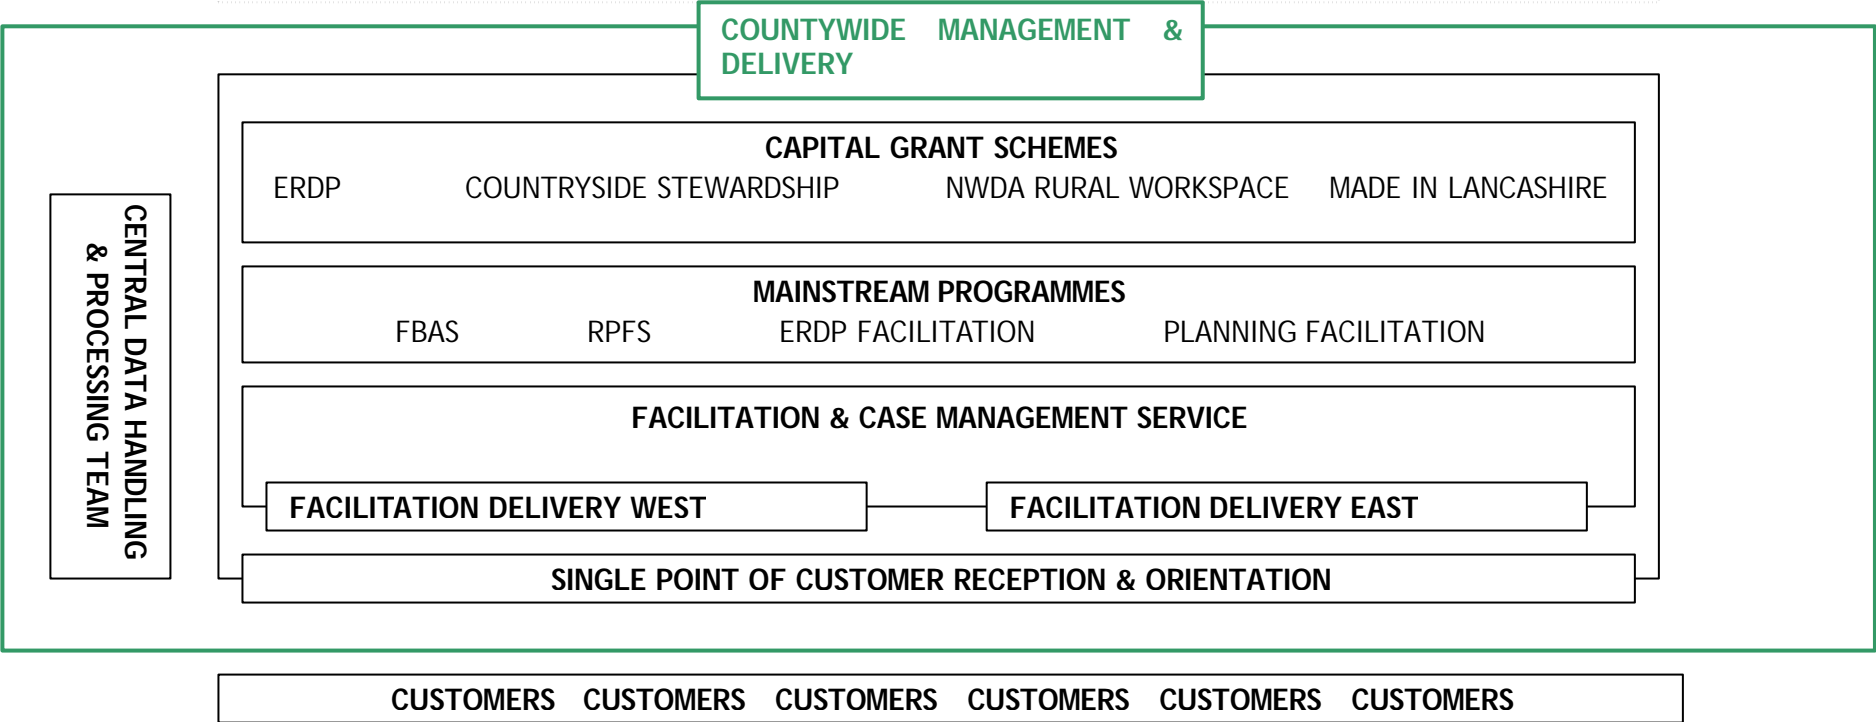 COUNTYWIDE MANAGEMENT &
DELIVERY
CAPITAL GRANT SCHEMES
ERDP COUNTRYSIDE STEWARDSHIP NWDA RURAL WORKSPACE MADE IN LANCASHIRE
CENTRAL DATA HANDLING
& PROCESSING TEAM
MAINSTREAM PROGRAMMES
FBAS RPFS ERDP FACILITATION PLANNING FACILITATION
FACILITATION & CASE MANAGEMENT SERVICE
FACILITATION DELIVERY WEST FACILITATION DELIVERY EAST
SINGLE POINT OF CUSTOMER RECEPTION & ORIENTATION
CUSTOMERS CUSTOMERS CUSTOMERS CUSTOMERS CUSTOMERS CUSTOMERS